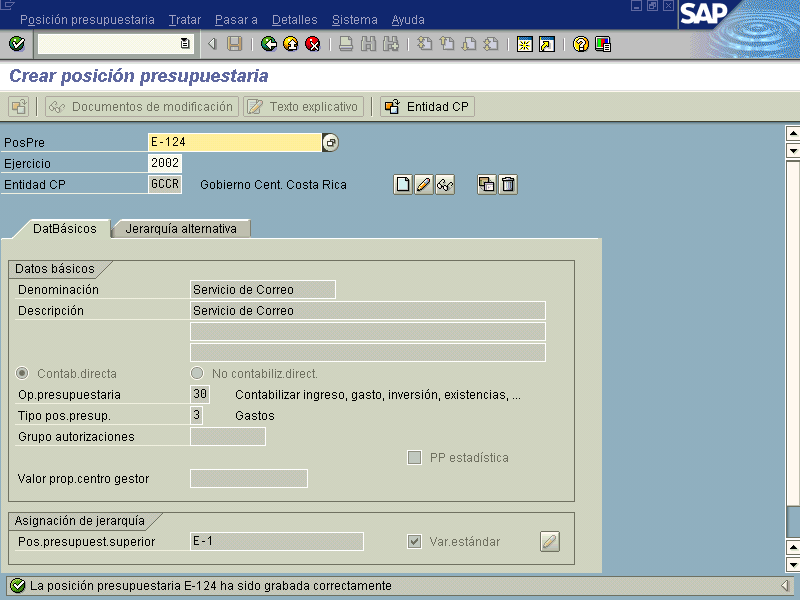 Posición presupuestaria Tratar Pasar a Detalles Sistema Ayuda
SAP
Crear posición presupuestaria
Documentos de modificación Texto explicativo Entidad CP
PosPre E-124
Ejercicio 2002
Entidad CP GCCR Gobierno Cent. Costa Rica
DatBásicos Jerarquía alternativa
Datos básicos
Denominación Servicio de Correo
Descripción Servicio de Correo
Contab.directa No contabiliz.direct.
Op.presupuestaria 30 Contabilizar ingreso, gasto, inversión, existencias, ...
Tipo pos.presup. 3 Gastos
Grupo autorizaciones
PP estadística
Valor prop.centro gestor
Asignación de jerarquía
Pos.presupuest.superior E-1 Var.estándar
La posición presupuestaria E-124 ha sido grabada correctamente